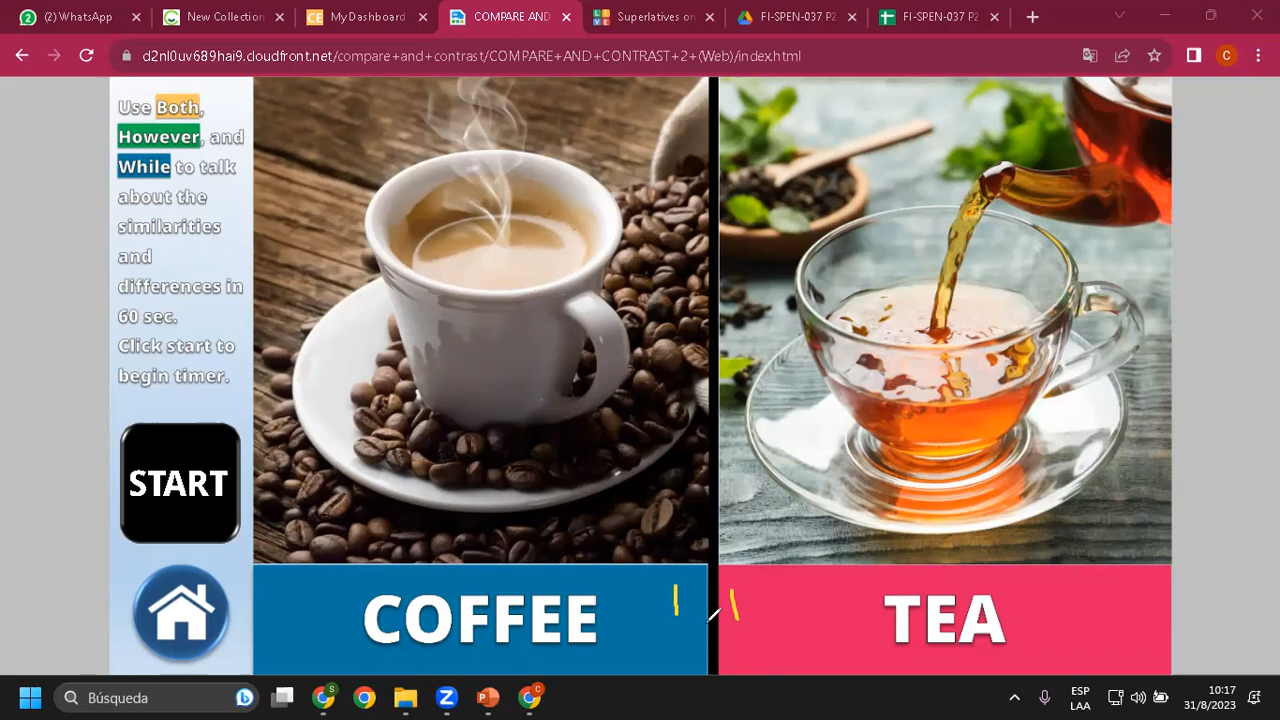 (2) WhatsApp
New Collection
My Dashboard
COMPARE AND
Superlatives on
FI-SPEN-037 P2
FI-SPEN-037 P2
d2nl0uv689hai9.cloudfront.net/compare+and+contrast/COMPARE+AND+CONTRAST+2+(Web)/index.html
Use Both,
However, and
While to talk
about the
similarities
and
differences in
60 sec.
Click start to
begin timer.
START
COFFEE
TEA
Búsqueda
ESP
LAA
10:17
31/8/2023